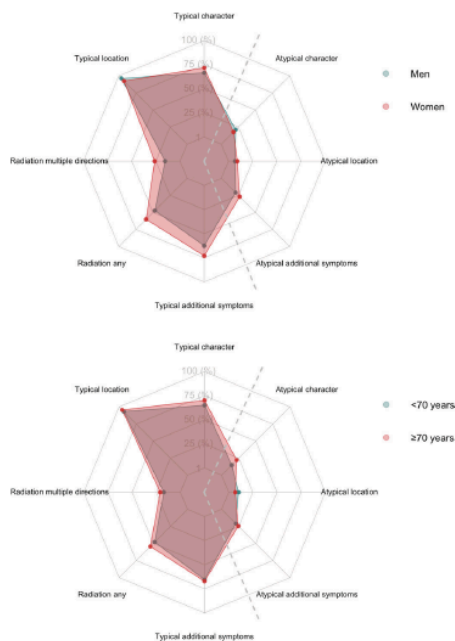 Typical character
100 (%)
Typical location
Atypical character
Men
75 (%)
50 (%)
Women
Radiation multiple directions
Atypical location
Radiation any
Atypical additional symptoms
Typical additional symptoms
Typical character
100 (%)
Typical location
Atypical character
<70 years
75 (%)
50 (%)
≥70 years
Radiation multiple directions
Atypical location
Radiation any
Atypical additional symptoms
Typical additional symptoms